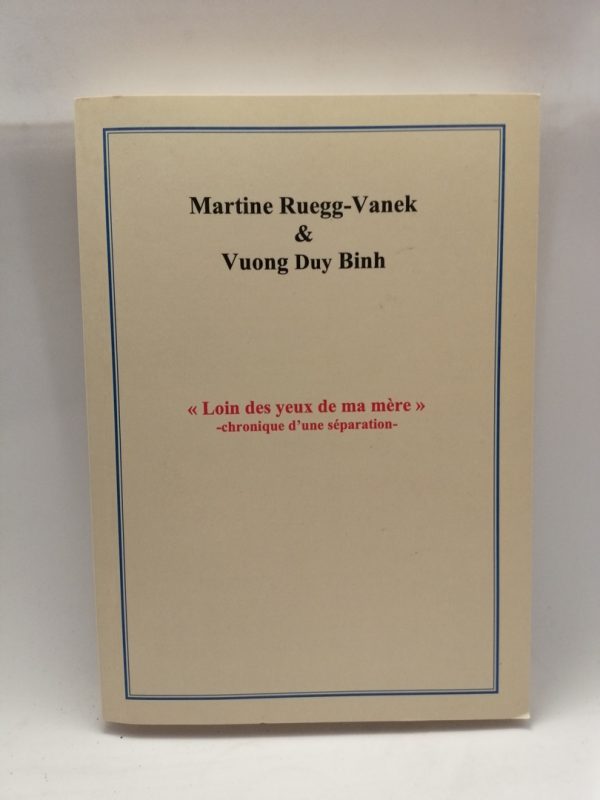 Martine Ruegg-Vanek
&
Vuong Duy Binh
« Loin des yeux de ma mère »
-chronique d'une séparation-